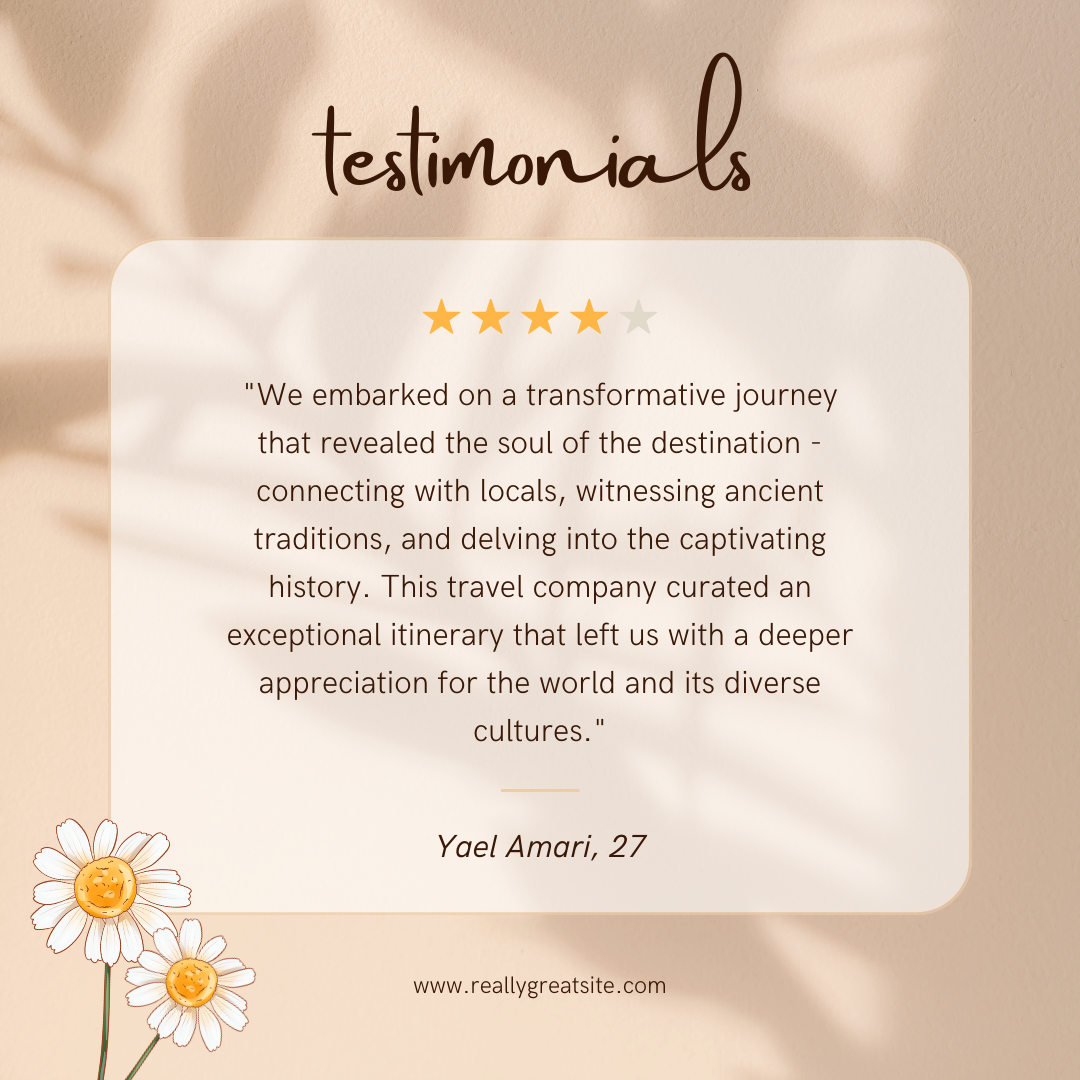 testimonials
"We embarked on a transformative journey
that revealed the soul of the destination -
connecting with locals, witnessing ancient
traditions, and delving into the captivating
history. This travel company curated an
exceptional itinerary that left us with a deeper
appreciation for the world and its diverse
cultures."
Yael Amari, 27
www.reallygreatsite.com